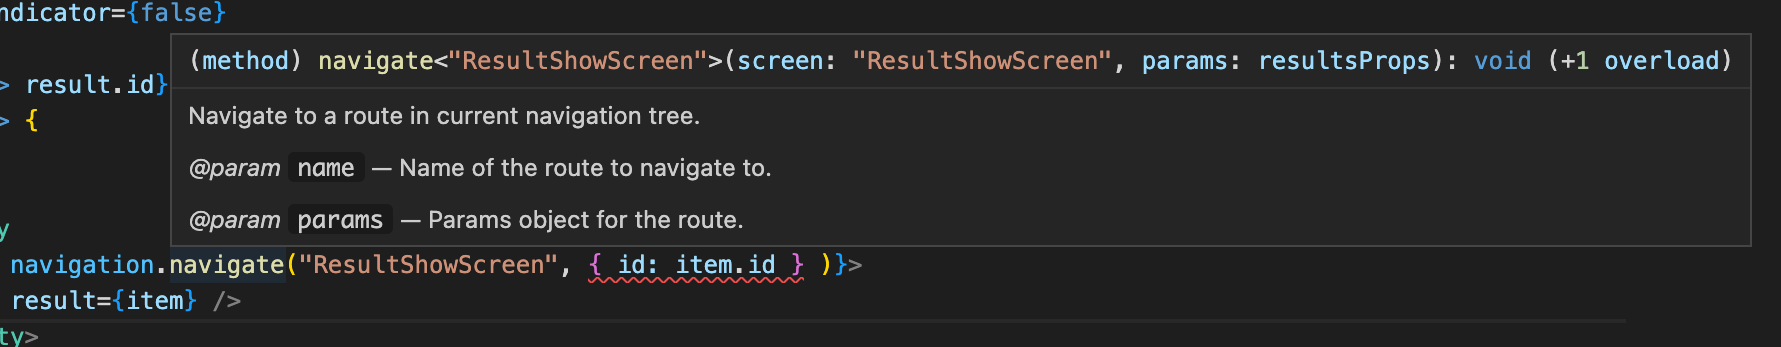 ndicator={false}
(method) navigate<"ResultShowScreen">(screen: "ResultShowScreen", params: resultsProps): void (+1 overload)
> result.id}
> {
Navigate to a route in current navigation tree.
@param name — Name of the route to navigate to.
@param params — Params object for the route.
y
navigation.navigate("ResultShowScreen", { id: item.id } )}>
result={item} />
ty>